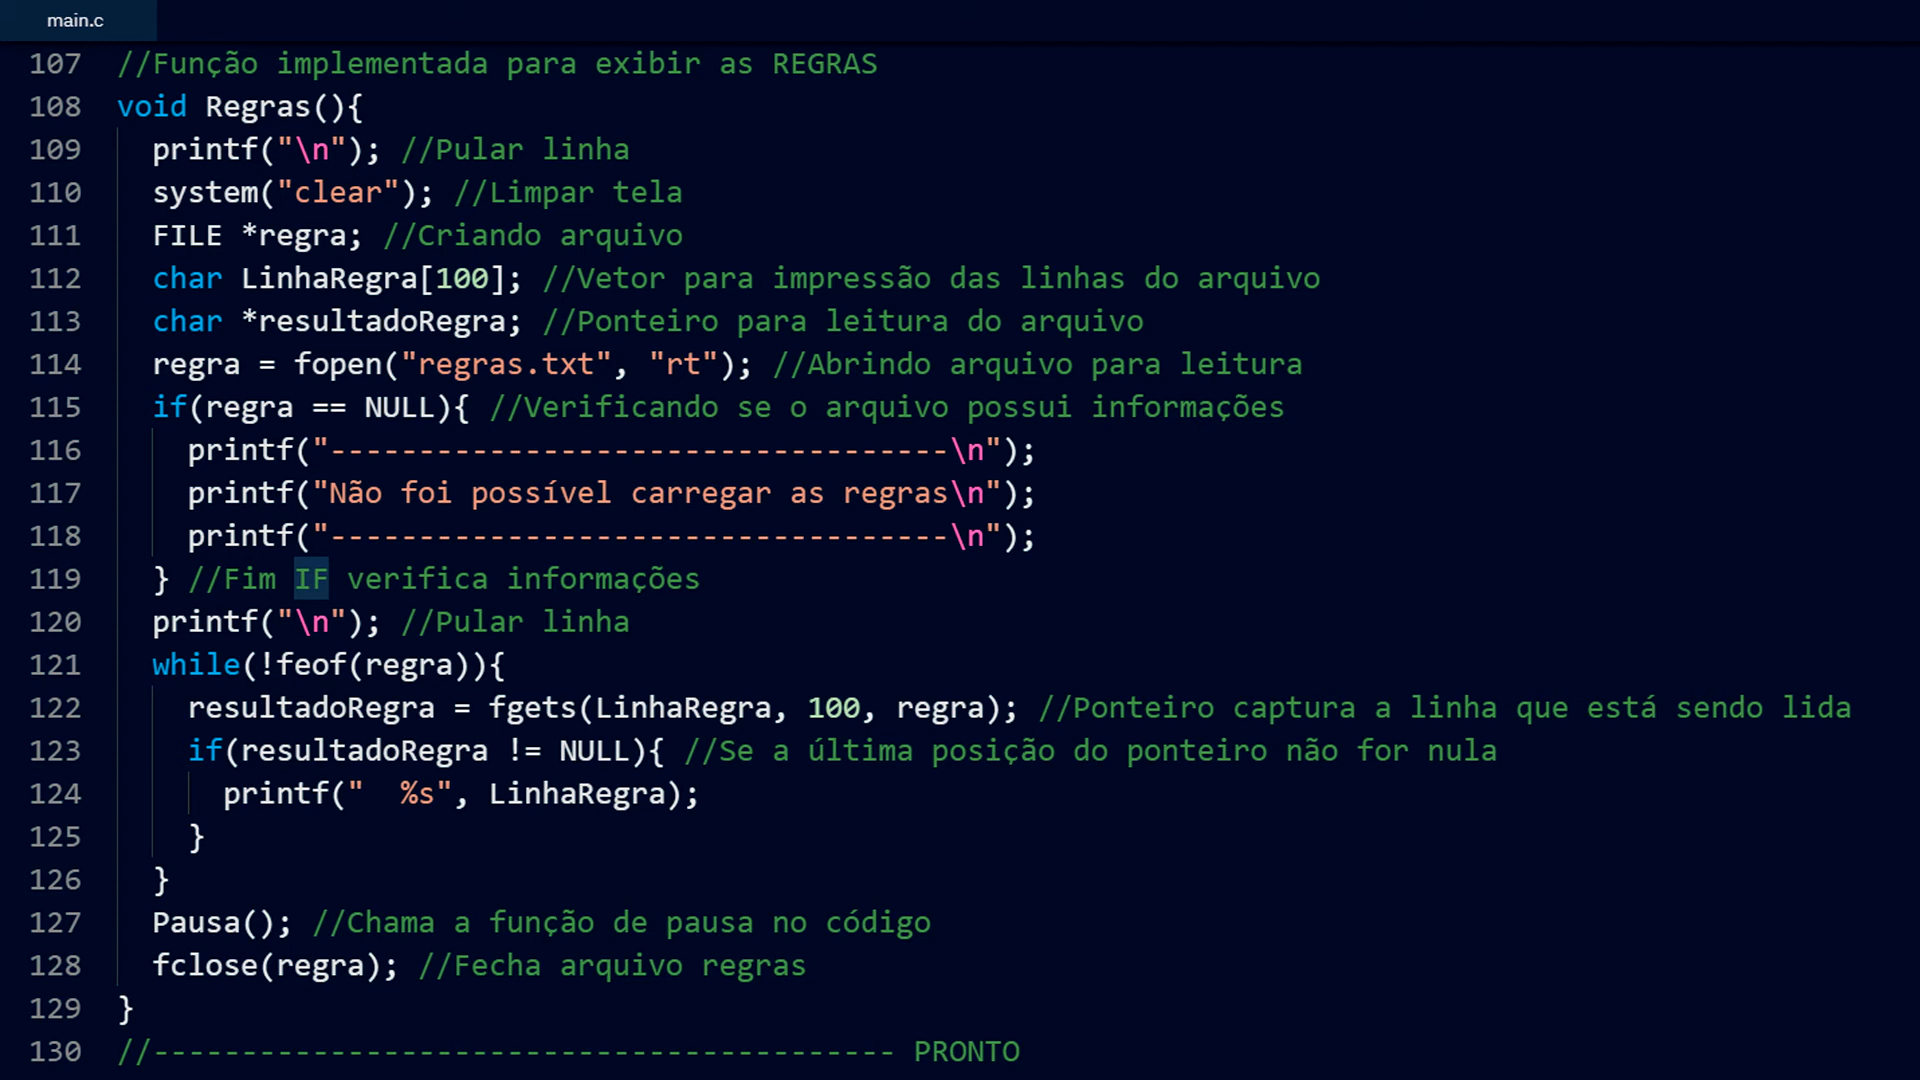 main.c
107 //Função implementada para exibir as REGRAS
108 void Regras(){
109 printf("\n"); //Pular linha
110 system("clear"); //Limpar tela
111 FILE *regra; //Criando arquivo
112 char LinhaRegra[100]; //Vetor para impressão das linhas do arquivo
113 char *resultadoRegra; //Ponteiro para leitura do arquivo
114 regra = fopen("regras.txt", "rt"); //Abrindo arquivo para leitura
115 if(regra == NULL){ //Verificando se o arquivo possui informações
116 printf("-----------------------------------\n");
117 printf("Não foi possível carregar as regras\n");
118 printf("-----------------------------------\n");
119 } //Fim IF verifica informações
120 printf("\n"); //Pular linha
121 while(!feof(regra)){
122 resultadoRegra = fgets(LinhaRegra, 100, regra); //Ponteiro captura a linha que está sendo lida
123 if(resultadoRegra != NULL){ //Se a última posição do ponteiro não for nula
124 printf("  %s", LinhaRegra);
125 }
126 }
127 Pausa(); //Chama a função de pausa no código
128 fclose(regra); //Fecha arquivo regras
129 }
130 //------------------------------------------ PRONTO